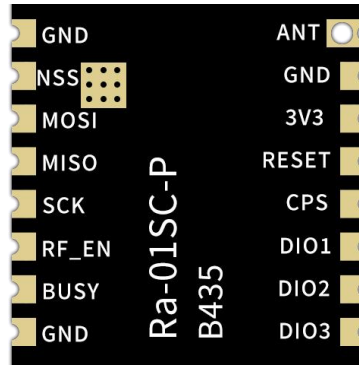 GND
NSS
MOSI
MISO
SCK
RF_EN
BUSY
GND
Ra-01SC-P
B435
ANT
GND
3V3
RESET
CPS
DIO1
DIO2
DIO3